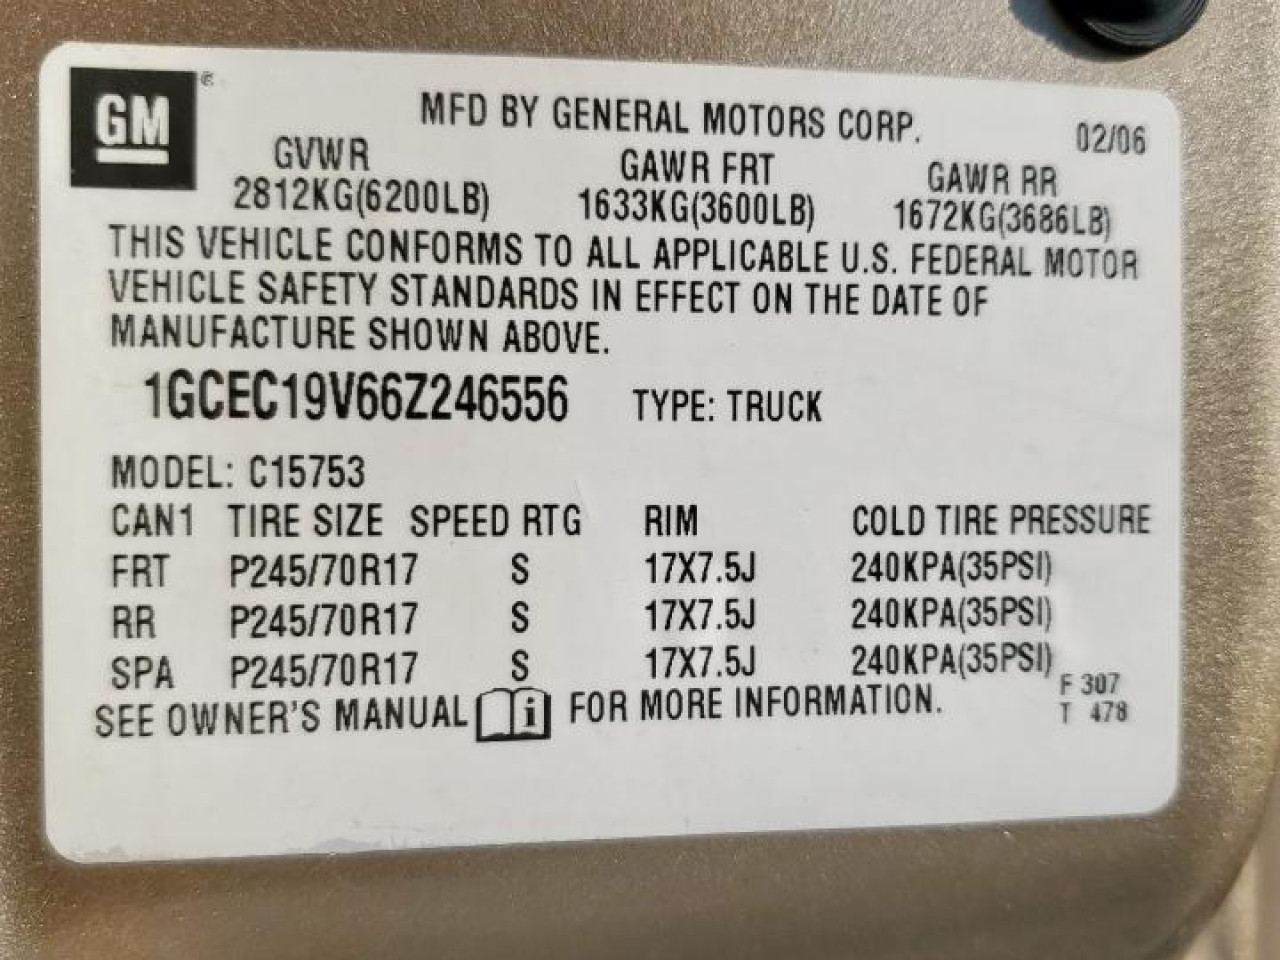 GM ®
MFD BY GENERAL MOTORS CORP. 02/06
GVWR GAWR FRT GAWR RR
2812KG(6200LB) 1633KG(3600LB) 1672KG(3686LB)
THIS VEHICLE CONFORMS TO ALL APPLICABLE U.S. FEDERAL MOTOR
VEHICLE SAFETY STANDARDS IN EFFECT ON THE DATE OF
MANUFACTURE SHOWN ABOVE.
1GCEC19V66Z246556 TYPE: TRUCK
MODEL: C15753
CAN1 TIRE SIZE SPEED RTG RIM COLD TIRE PRESSURE
FRT P245/70R17 S 17X7.5J 240KPA(35PSI)
RR P245/70R17 S 17X7.5J 240KPA(35PSI)
SPA P245/70R17 S 17X7.5J 240KPA(35PSI)
SEE OWNER'S MANUAL i FOR MORE INFORMATION.
F 307
T 478